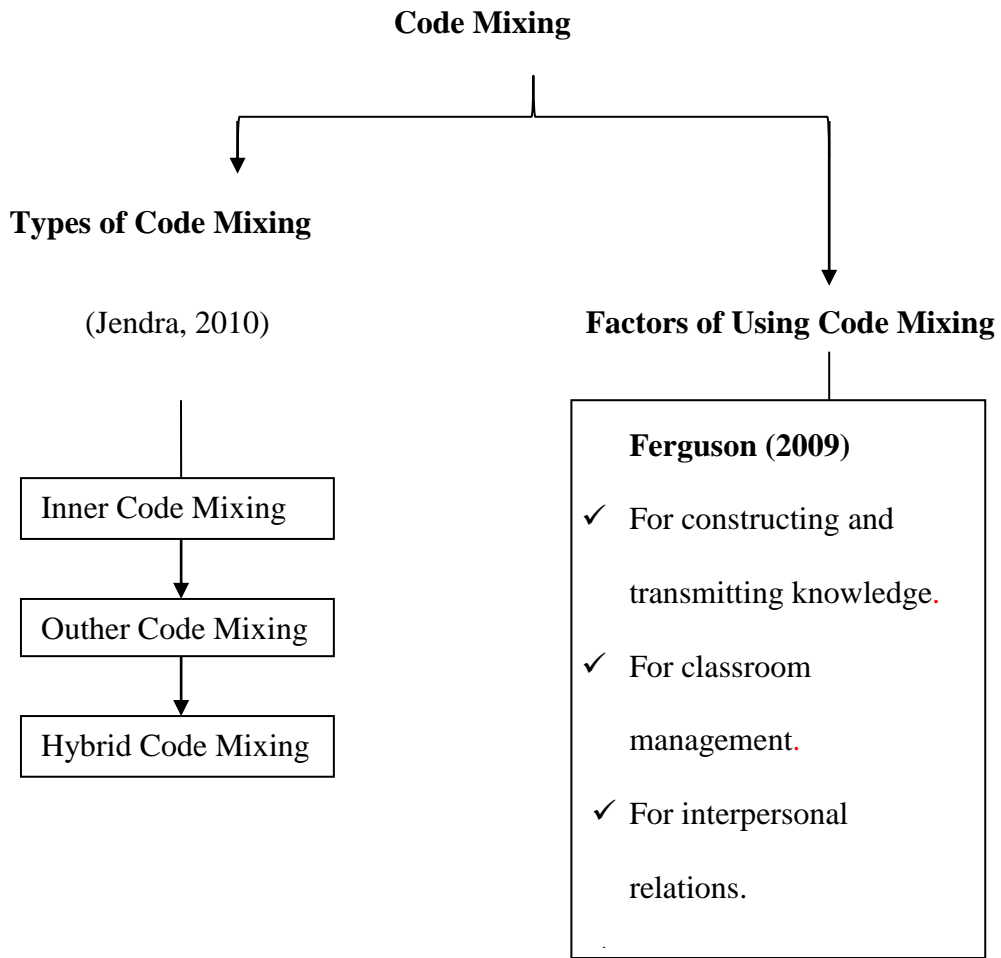 Code Mixing
Types of Code Mixing
(Jendra, 2010)
Inner Code Mixing
Outher Code Mixing
Hybrid Code Mixing
Factors of Using Code Mixing
Ferguson (2009)
✓ For constructing and
transmitting knowledge.
✓ For classroom
management.
✓ For interpersonal
relations.